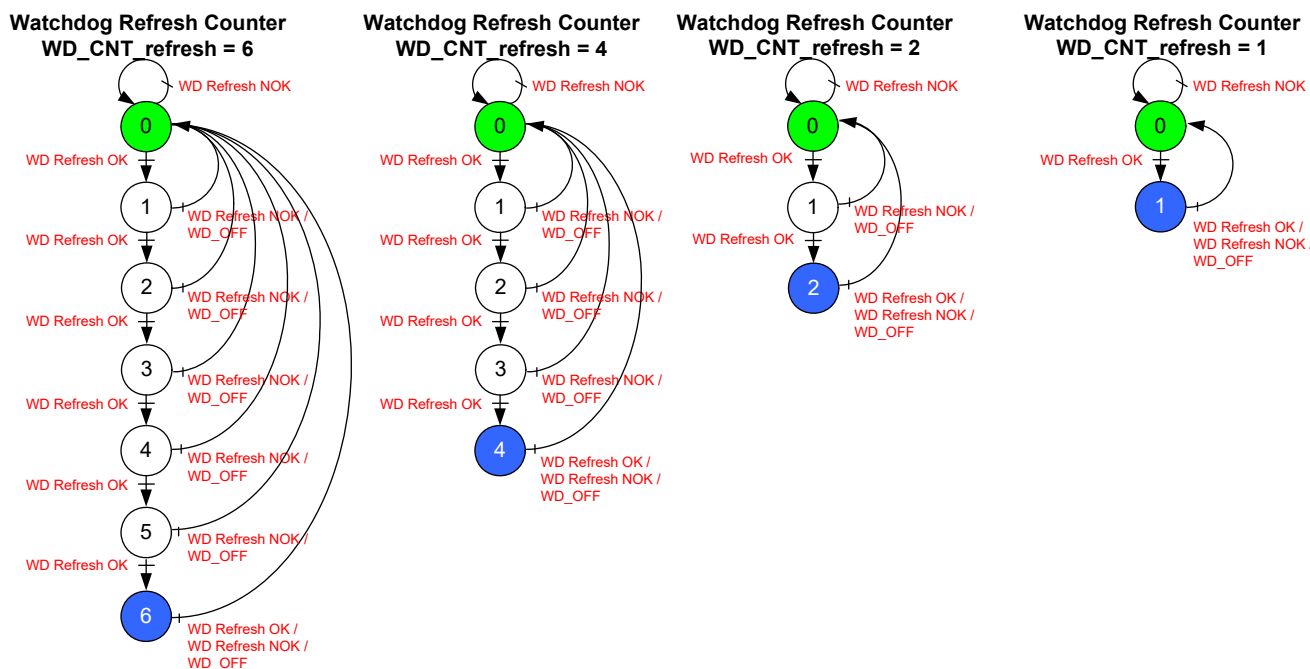 Watchdog Refresh Counter
WD_CNT_refresh = 6
WD Refresh NOK
0
WD Refresh OK
1
WD Refresh NOK /
WD_OFF
WD Refresh OK
2
WD Refresh NOK /
WD_OFF
WD Refresh OK
3
WD Refresh NOK /
WD_OFF
WD Refresh OK
4
WD Refresh NOK /
WD_OFF
WD Refresh OK
5
WD Refresh NOK /
WD_OFF
WD Refresh OK
6
WD Refresh OK /
WD Refresh NOK /
WD_OFF
Watchdog Refresh Counter
WD_CNT_refresh = 4
WD Refresh NOK
0
WD Refresh OK
1
WD Refresh NOK /
WD_OFF
WD Refresh OK
2
WD Refresh NOK /
WD_OFF
WD Refresh OK
3
WD Refresh NOK /
WD_OFF
WD Refresh OK
4
WD Refresh OK /
WD Refresh NOK /
WD_OFF
Watchdog Refresh Counter
WD_CNT_refresh = 2
WD Refresh NOK
0
WD Refresh OK
1
WD Refresh NOK /
WD_OFF
WD Refresh OK
2
WD Refresh OK /
WD Refresh NOK /
WD_OFF
Watchdog Refresh Counter
WD_CNT_refresh = 1
WD Refresh NOK
0
WD Refresh OK
1
WD Refresh OK /
WD Refresh NOK /
WD_OFF